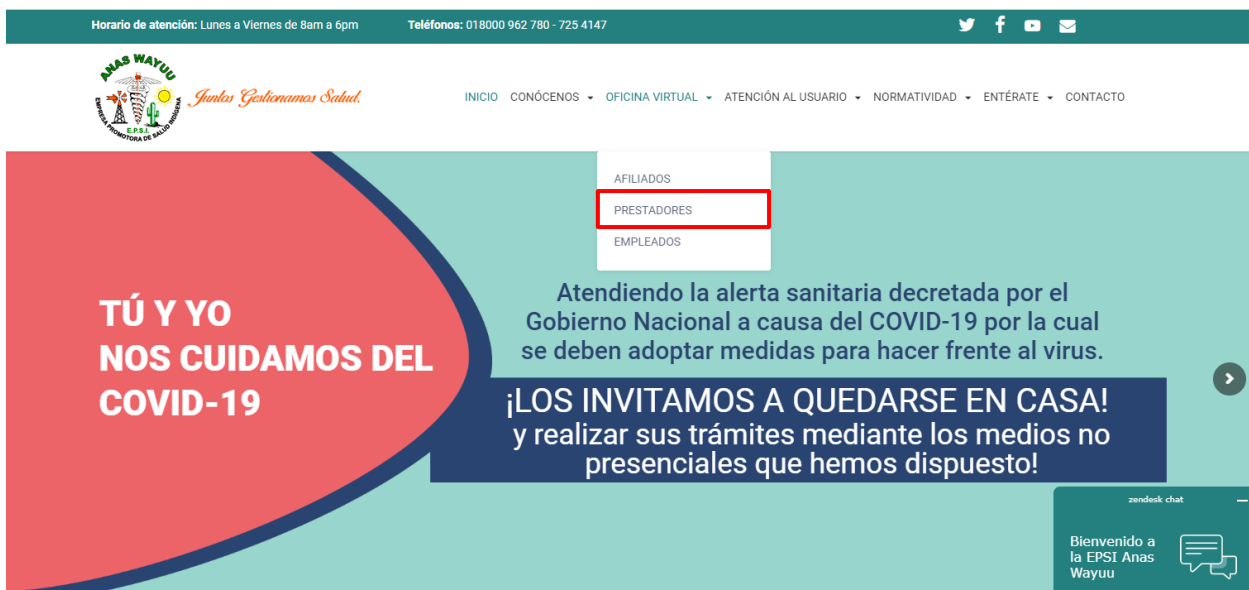 Horario de atención: Lunes a Viernes de 8am a 6pm Teléfonos: 018000 962 780 - 725 4147
ANAS WAYUU
EMPRESA PROMOTORA DE SALUD INDÍGENA
E.P.S.I.
Juntos Gestionamos Salud.
INICIO CONÓCENOS OFICINA VIRTUAL ATENCIÓN AL USUARIO NORMATIVIDAD ENTÉRATE CONTACTO
AFILIADOS
PRESTADORES
EMPLEADOS
TÚ Y YO
NOS CUIDAMOS DEL
COVID-19
Atendiendo la alerta sanitaria decretada por el
Gobierno Nacional a causa del COVID-19 por la cual
se deben adoptar medidas para hacer frente al virus.
¡LOS INVITAMOS A QUEDARSE EN CASA!
y realizar sus trámites mediante los medios no
presenciales que hemos dispuesto!
zendesk chat
Bienvenido a
la EPSI Anas
Wayuu